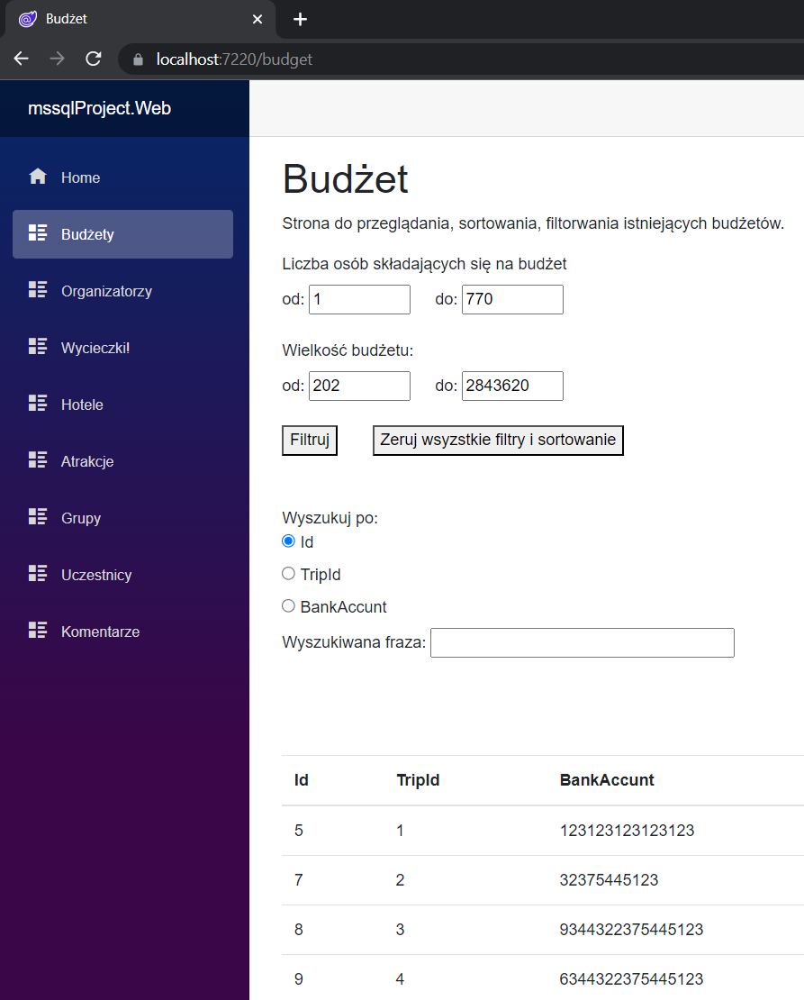 Budżet
localhost:7220/budget
mssqlProject.Web
Home
Budżety
Organizatorzy
Wycieczki!
Hotele
Atrakcje
Grupy
Uczestnicy
Komentarze
Budżet
Strona do przeglądania, sortowania, filtorwania istniejących budżetów.
Liczba osób składających się na budżet
od: 1 do: 770
Wielkość budżetu:
od: 202 do: 2843620
Filtruj Zeruj wsyzstkie filtry i sortowanie
Wyszukuj po:
Id
TripId
BankAccunt
Wyszukiwana fraza:
Id TripId BankAccunt
5 1 123123123123123
7 2 32375445123
8 3 9344322375445123
9 4 6344322375445123